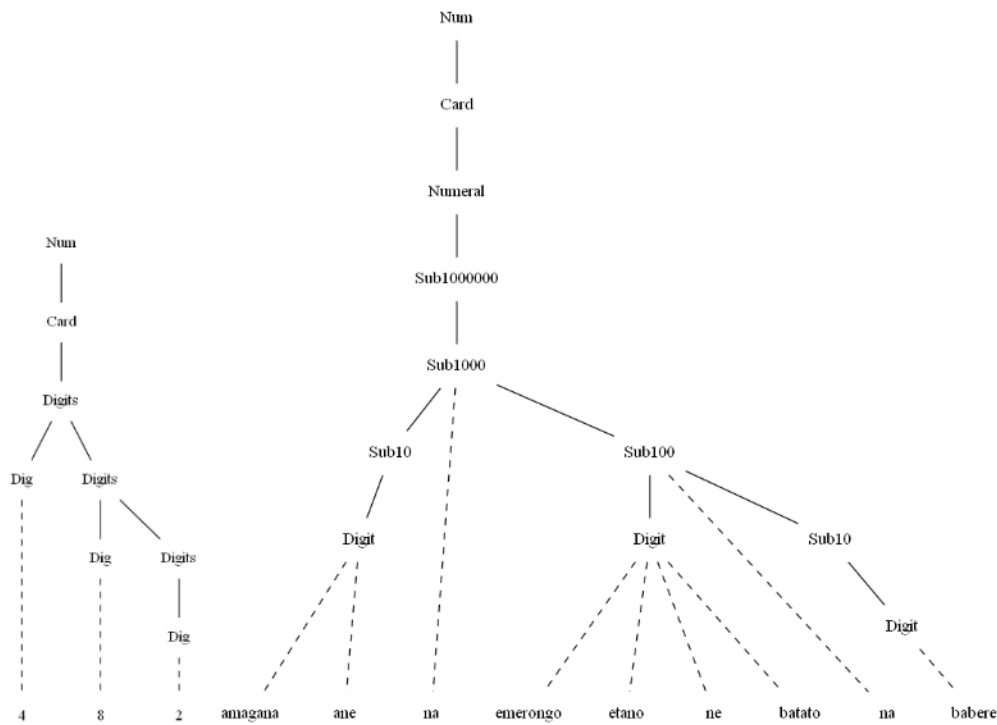 Num
Card
Numeral
Num
Sub1000000
Card
Sub1000
Digits
Sub10 Sub100
Dig Digits
Digit Digit Sub10
Dig Digits
Digit
Dig
4 8 2 amagana ane na emerongo etano ne batato na babere